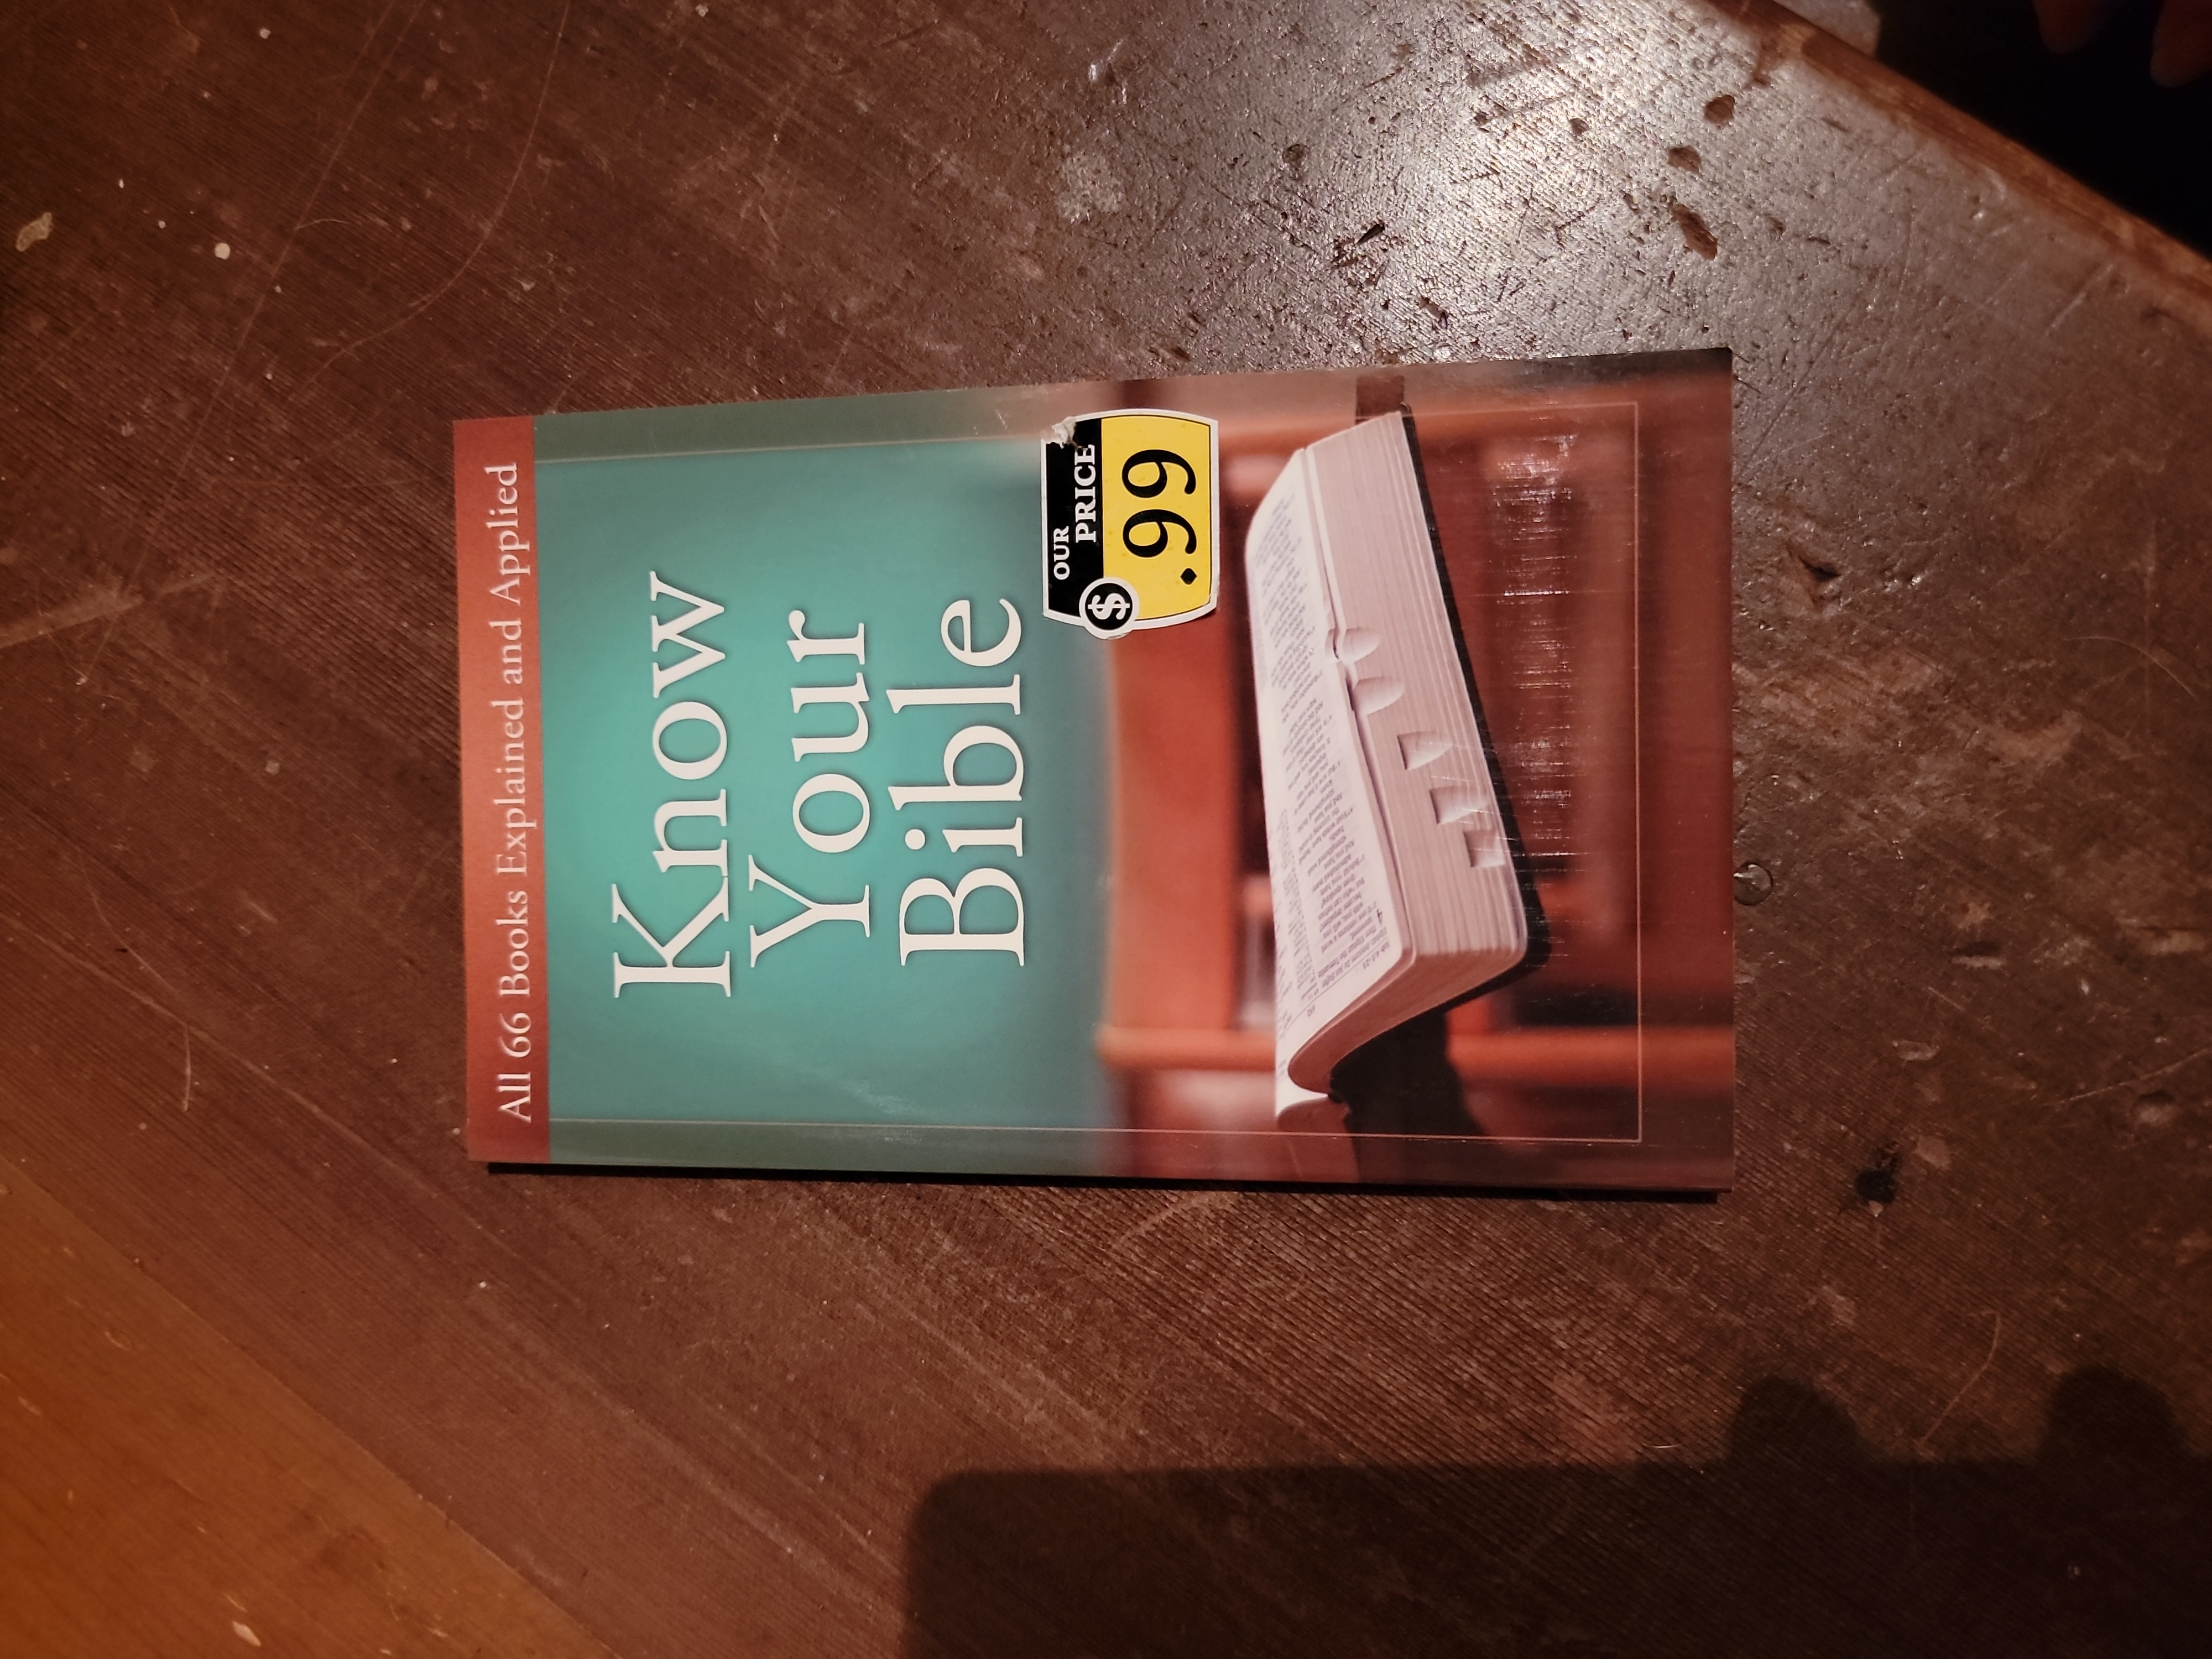 All 66 Books Explained and Applied
Know
Your
Bible
OUR
PRICE
$
.99